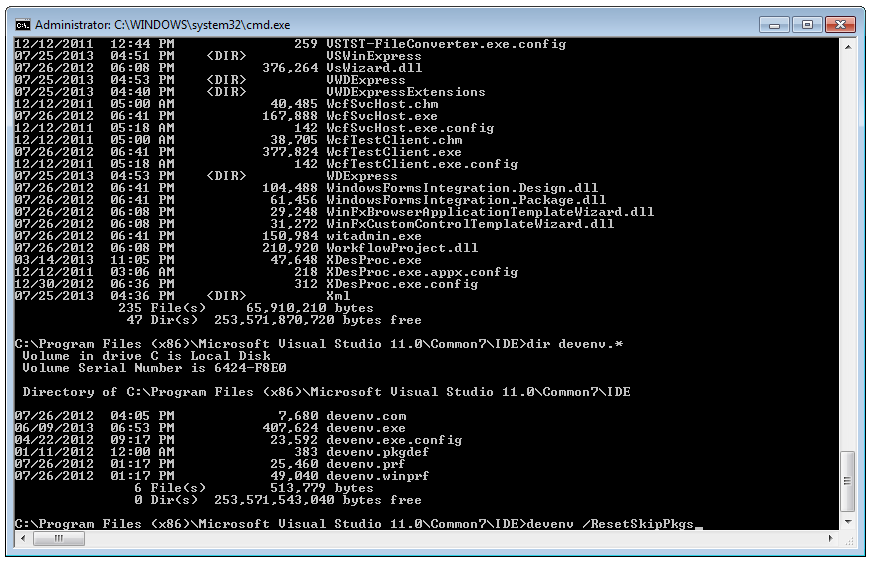 Administrator: C:\WINDOWS\system32\cmd.exe
12/12/2011  12:44 PM               259 VSTST-FileConverter.exe.config
07/25/2013  04:51 PM    <DIR>          VSWinExpress
07/26/2012  06:08 PM           376,264 VsWizard.dll
07/25/2013  04:53 PM    <DIR>          VWDExpress
07/25/2013  04:40 PM    <DIR>          VWDExpressExtensions
12/12/2011  05:00 AM            40,485 WcfSvcHost.chm
07/26/2012  06:41 PM           167,888 WcfSvcHost.exe
12/12/2011  05:18 AM               142 WcfSvcHost.exe.config
12/12/2011  05:00 AM            38,705 WcfTestClient.chm
07/26/2012  06:41 PM           377,824 WcfTestClient.exe
12/12/2011  05:18 AM               142 WcfTestClient.exe.config
07/25/2013  04:53 PM    <DIR>          WDExpress
07/26/2012  06:41 PM           104,488 WindowsFormsIntegration.Design.dll
07/26/2012  06:41 PM            61,456 WindowsFormsIntegration.Package.dll
07/26/2012  06:08 PM            29,248 WinFxBrowserApplicationTemplateWizard.dll
07/26/2012  06:08 PM            31,272 WinFxCustomControlTemplateWizard.dll
07/26/2012  06:41 PM           150,984 witadmin.exe
07/26/2012  06:08 PM           210,920 WorkflowProject.dll
03/14/2013  11:05 PM            47,648 XDesProc.exe
12/12/2011  03:06 AM               218 XDesProc.exe.appx.config
12/30/2012  06:36 PM               312 XDesProc.exe.config
07/25/2013  04:36 PM    <DIR>          Xml
235 File(s)     65,910,210 bytes
47 Dir(s)  253,571,870,720 bytes free
C:\Program Files (x86)\Microsoft Visual Studio 11.0\Common7\IDE>dir devenv.*
Volume in drive C is Local Disk
Volume Serial Number is 6424-F8E0
Directory of C:\Program Files (x86)\Microsoft Visual Studio 11.0\Common7\IDE
07/26/2012  04:05 PM             7,680 devenv.com
06/09/2013  06:53 PM           407,624 devenv.exe
04/22/2012  09:17 PM            23,592 devenv.exe.config
01/11/2012  12:00 AM               383 devenv.pkgdef
07/26/2012  01:17 PM            25,460 devenv.prf
07/26/2012  01:17 PM            49,040 devenv.winprf
6 File(s)        513,779 bytes
0 Dir(s)  253,571,543,040 bytes free
C:\Program Files (x86)\Microsoft Visual Studio 11.0\Common7\IDE>devenv /ResetSkipPkgs_